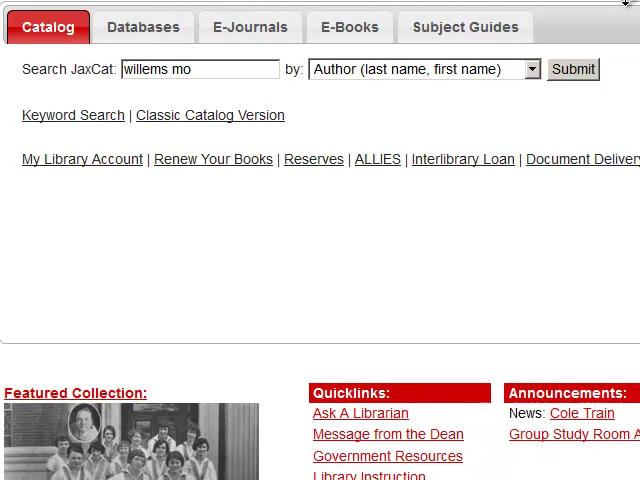 Catalog Databases E-Journals E-Books Subject Guides
Search JaxCat: willems mo by: Author (last name, first name) Submit
Keyword Search | Classic Catalog Version
My Library Account | Renew Your Books | Reserves | ALLIES | Interlibrary Loan | Document Delivery
Featured Collection:
Quicklinks:
Ask A Librarian
Message from the Dean
Government Resources
Library Instruction
Announcements:
News: Cole Train
Group Study Room A